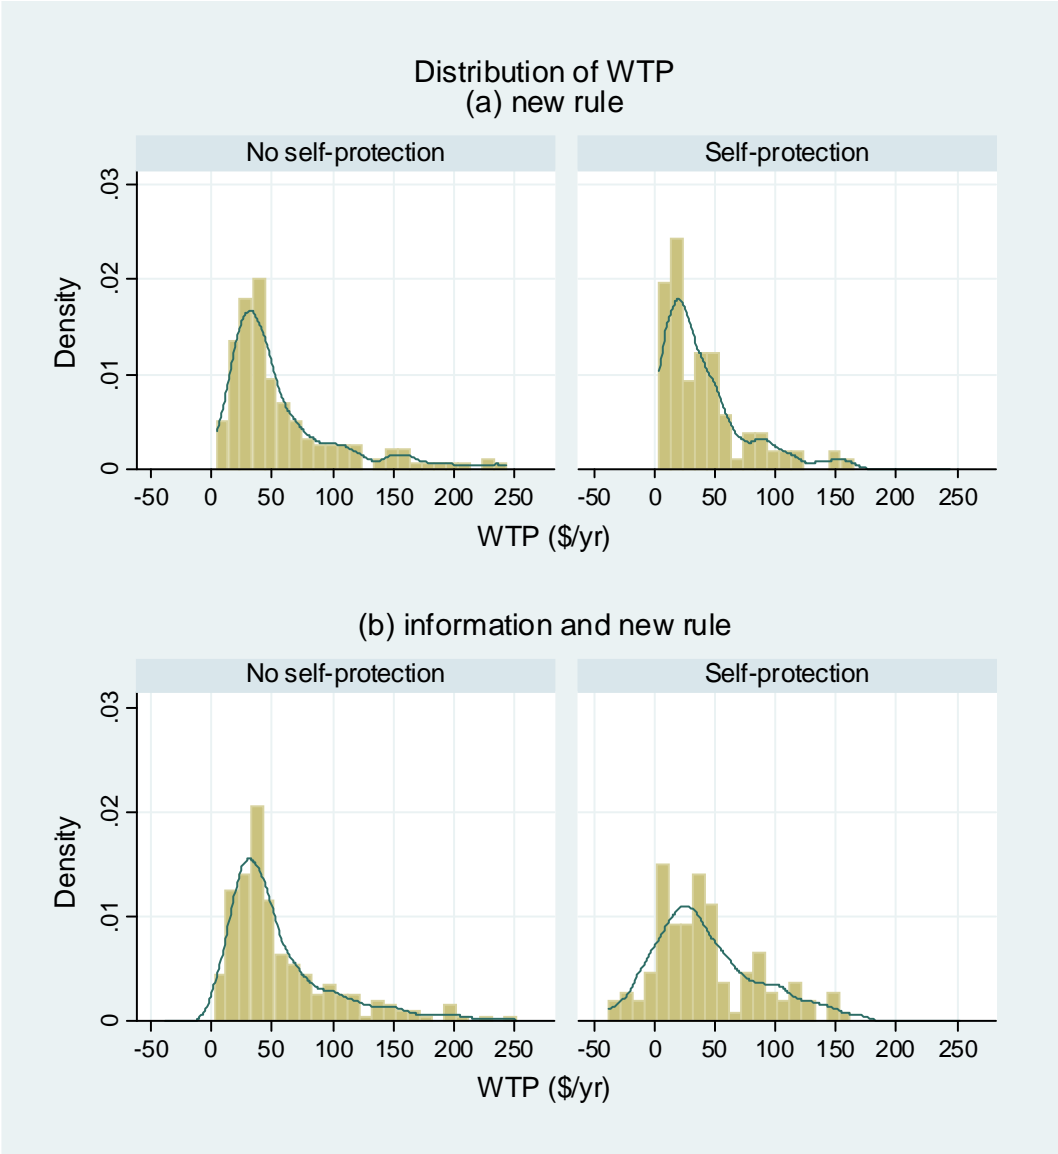 Distribution of WTP
(a) new rule
No self-protection
Self-protection
Density
.03
.02
.01
0
-50 0 50 100 150 200 250
-50 0 50 100 150 200 250
WTP ($/yr)
(b) information and new rule
No self-protection
Self-protection
Density
.03
.02
.01
0
-50 0 50 100 150 200 250
-50 0 50 100 150 200 250
WTP ($/yr)